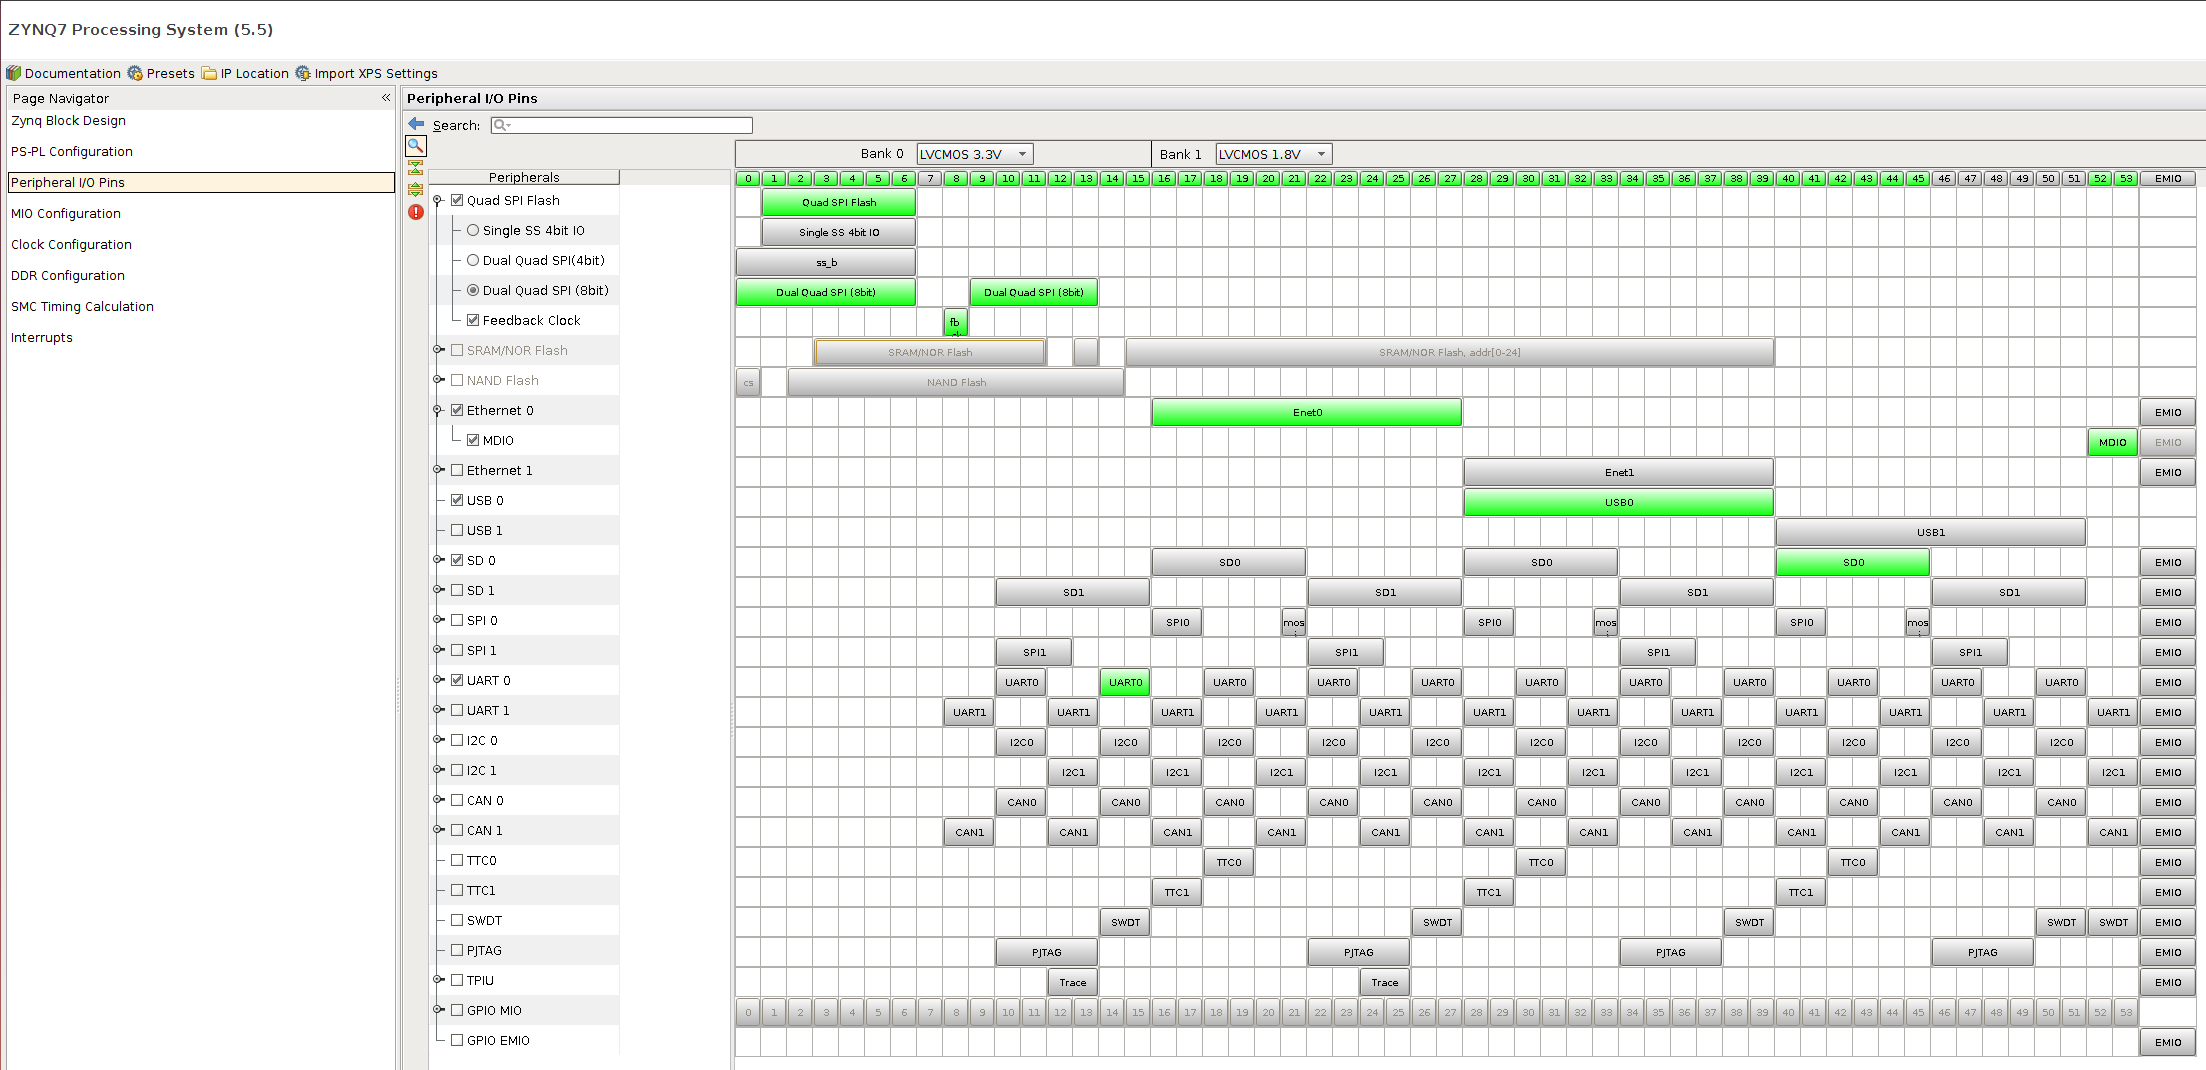 ZYNQ7 Processing System (5.5)
Documentation Presets IP Location Import XPS Settings
Page Navigator «
Zynq Block Design
PS-PL Configuration
Peripheral I/O Pins
MIO Configuration
Clock Configuration
DDR Configuration
SMC Timing Calculation
Interrupts
Peripheral I/O Pins
Search:
Bank 0 LVCMOS 3.3V Bank 1 LVCMOS 1.8V
Peripherals 0 1 2 3 4 5 6 7 8 9 10 11 12 13 14 15 16 17 18 19 20 21 22 23 24 25 26 27 28 29 30 31 32 33 34 35 36 37 38 39 40 41 42 43 44 45 46 47 48 49 50 51 52 53 EMIO
Quad SPI Flash Quad SPI Flash
Single SS 4bit IO Single SS 4bit IO
Dual Quad SPI(4bit) ss_b
Dual Quad SPI (8bit) Dual Quad SPI (8bit) Dual Quad SPI (8bit)
Feedback Clock fb
SRAM/NOR Flash SRAM/NOR Flash SRAM/NOR Flash, addr[0-24]
NAND Flash cs NAND Flash
Ethernet 0 Enet0 EMIO
MDIO MDIO EMIO
Ethernet 1 Enet1 EMIO
USB 0 USB0
USB 1 USB1
SD 0 SD0 SD0 SD0 EMIO
SD 1 SD1 SD1 SD1 SD1 EMIO
SPI 0 SPI0 mos SPI0 mos SPI0 mos EMIO
SPI 1 SPI1 SPI1 SPI1 SPI1 EMIO
UART 0 UART0 UART0 UART0 UART0 UART0 UART0 UART0 UART0 UART0 UART0 UART0 EMIO
UART 1 UART1 UART1 UART1 UART1 UART1 UART1 UART1 UART1 UART1 UART1 UART1 UART1 EMIO
I2C 0 I2C0 I2C0 I2C0 I2C0 I2C0 I2C0 I2C0 I2C0 I2C0 I2C0 I2C0 EMIO
I2C 1 I2C1 I2C1 I2C1 I2C1 I2C1 I2C1 I2C1 I2C1 I2C1 I2C1 I2C1 EMIO
CAN 0 CAN0 CAN0 CAN0 CAN0 CAN0 CAN0 CAN0 CAN0 CAN0 CAN0 CAN0 EMIO
CAN 1 CAN1 CAN1 CAN1 CAN1 CAN1 CAN1 CAN1 CAN1 CAN1 CAN1 CAN1 CAN1 EMIO
TTC0 TTC0 TTC0 TTC0 EMIO
TTC1 TTC1 TTC1 TTC1 EMIO
SWDT SWDT SWDT SWDT SWDT SWDT EMIO
PJTAG PJTAG PJTAG PJTAG PJTAG EMIO
TPIU Trace Trace EMIO
GPIO MIO 0 1 2 3 4 5 6 7 8 9 10 11 12 13 14 15 16 17 18 19 20 21 22 23 24 25 26 27 28 29 30 31 32 33 34 35 36 37 38 39 40 41 42 43 44 45 46 47 48 49 50 51 52 53
GPIO EMIO EMIO